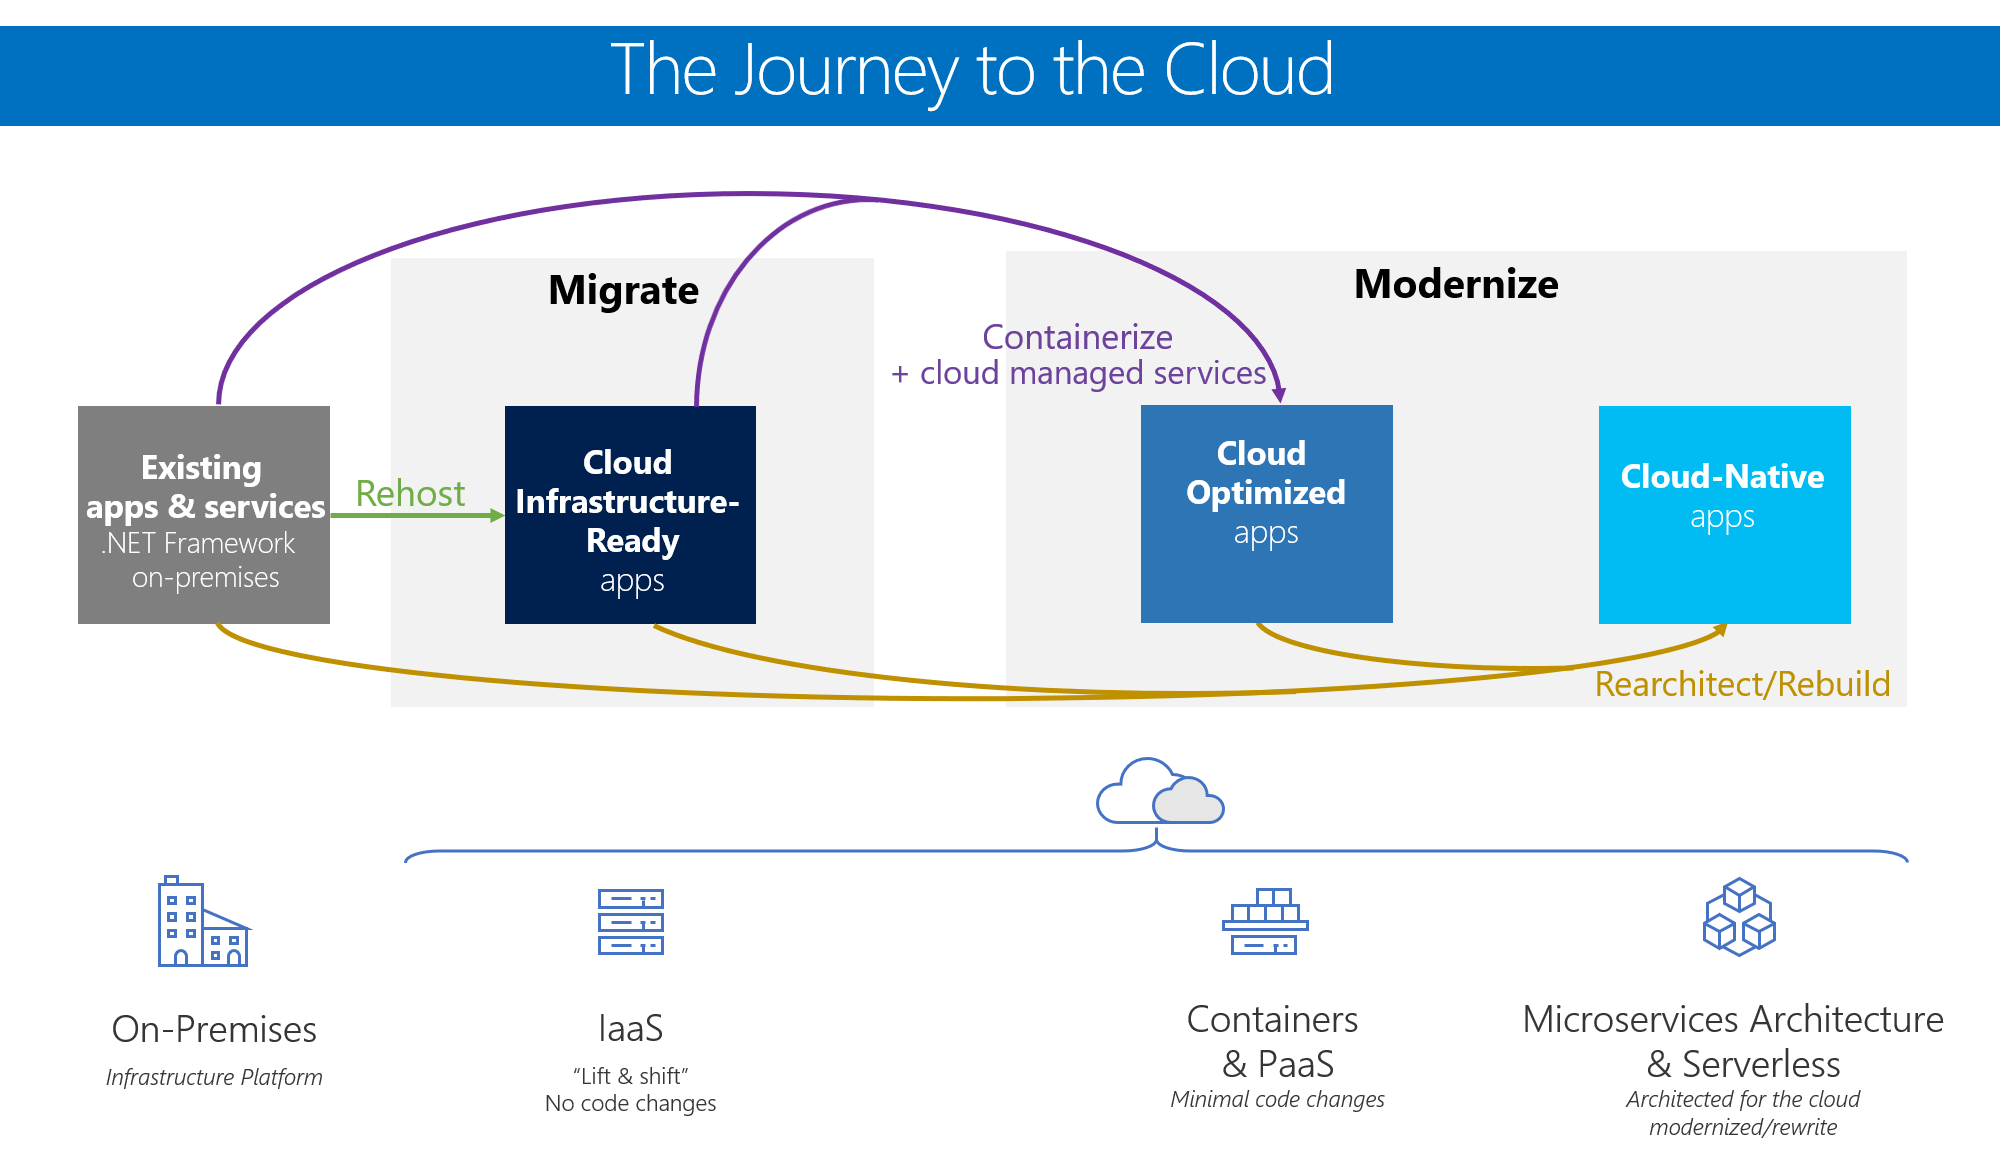 The Journey to the Cloud
Migrate
Modernize
Containerize
+ cloud managed services
Existing
apps & services
.NET Framework
on-premises
Rehost
Cloud
Infrastructure-
Ready
apps
Cloud
Optimized
apps
Cloud-Native
apps
Rearchitect/Rebuild
On-Premises
Infrastructure Platform
IaaS
“Lift & shift”
No code changes
Containers
& PaaS
Minimal code changes
Microservices Architecture
& Serverless
Architected for the cloud
modernized/rewrite